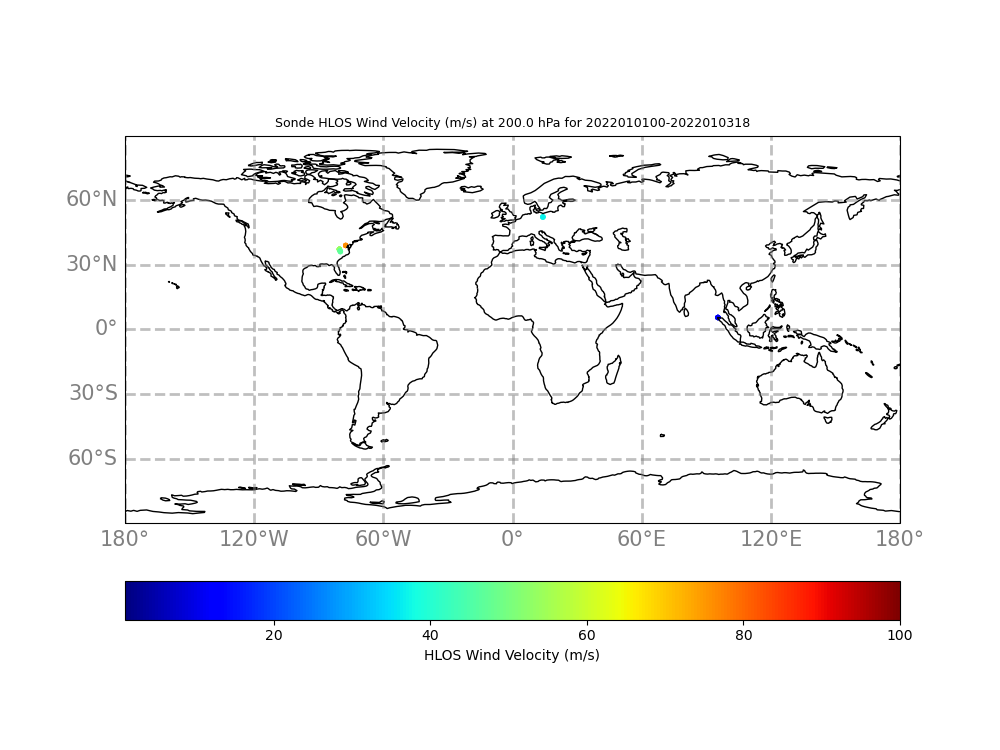 Sonde HLOS Wind Velocity (m/s) at 200.0 hPa for 2022010100-2022010318
60°N
30°N
0°
30°S
60°S
180° 120°W 60°W 0° 60°E 120°E 180°
20 40 60 80 100
HLOS Wind Velocity (m/s)